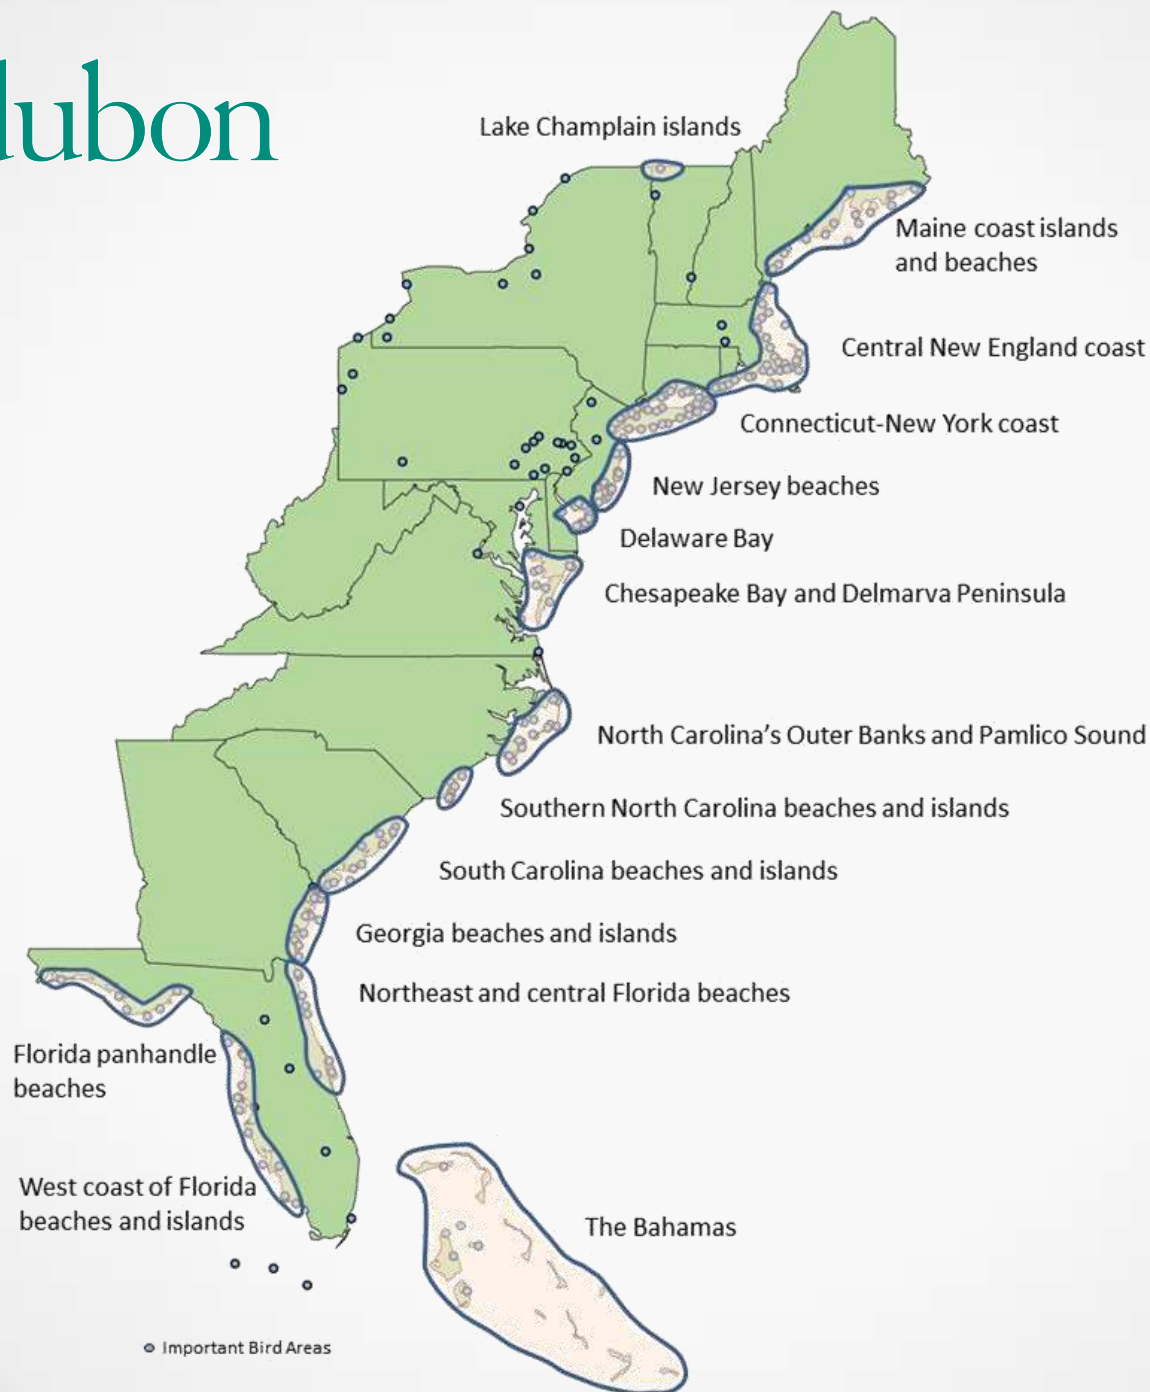 dubon
Lake Champlain islands
Maine coast islands
and beaches
Central New England coast
Connecticut-New York coast
New Jersey beaches
Delaware Bay
Chesapeake Bay and Delmarva Peninsula
North Carolina's Outer Banks and Pamlico Sound
Southern North Carolina beaches and islands
South Carolina beaches and islands
Georgia beaches and islands
Northeast and central Florida beaches
Florida panhandle
beaches
West coast of Florida
beaches and islands
The Bahamas
Important Bird Areas